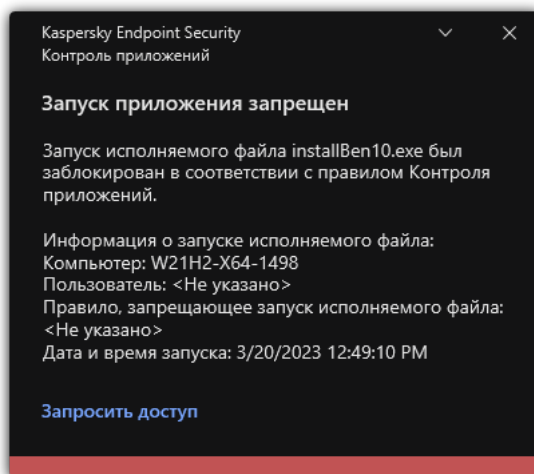 Kaspersky Endpoint Security
Контроль приложений
Запуск приложения запрещен
Запуск исполняемого файла installBen10.exe был
заблокирован в соответствии с правилом Контроля
приложений.
Информация о запуске исполняемого файла:
Компьютер: W21H2-X64-1498
Пользователь: <Не указано>
Правило, запрещающее запуск исполняемого файла:
<Не указано>
Дата и время запуска: 3/20/2023 12:49:10 PM
Запросить доступ